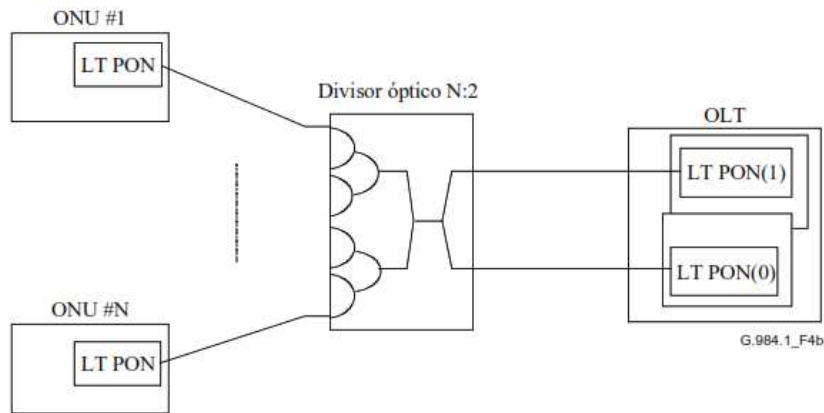 ONU #1
LT PON
Divisor óptico N:2
OLT
LT PON(1)
LT PON(0)
ONU #N
LT PON
G.984.1_F4b